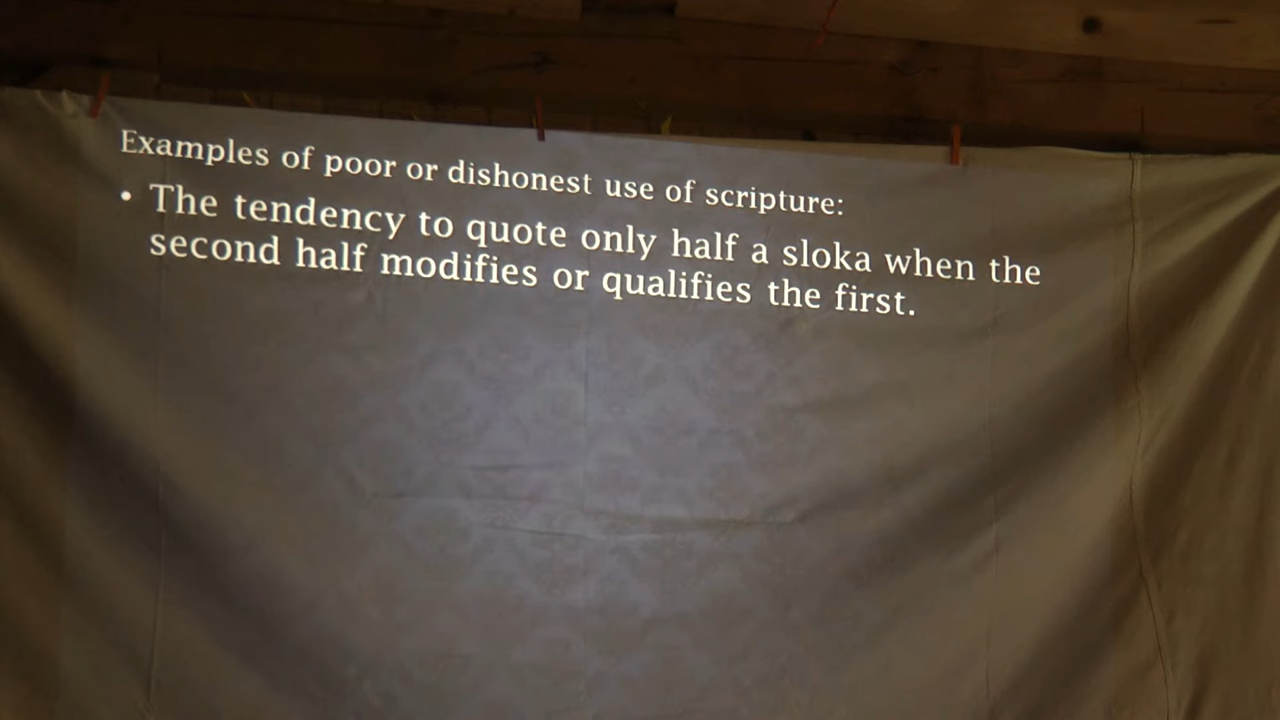 Examples of poor or dishonest use of scripture:
• The tendency to quote only half a sloka when the
second half modifies or qualifies the first.